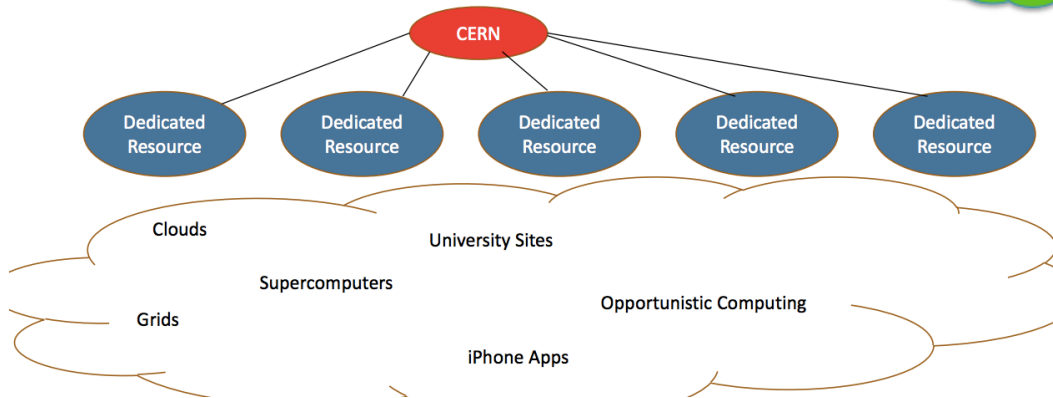 CERN
Dedicated
Resource
Dedicated
Resource
Dedicated
Resource
Dedicated
Resource
Dedicated
Resource
Clouds
University Sites
Supercomputers
Opportunistic Computing
Grids
iPhone Apps